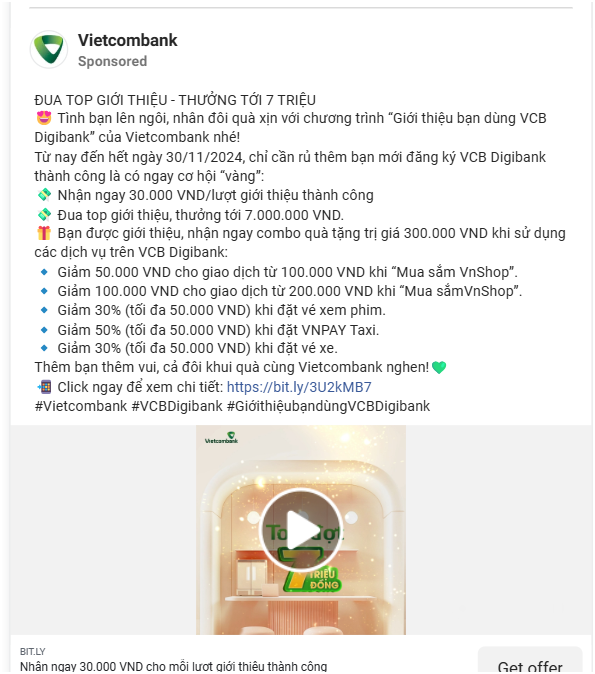 Vietcombank
Sponsored
ĐUA TOP GIỚI THIỆU - THƯỞNG TỚI 7 TRIỆU
😍 Tình bạn lên ngôi, nhân đôi quà xịn với chương trình “Giới thiệu bạn dùng VCB
Digibank” của Vietcombank nhé!
Từ nay đến hết ngày 30/11/2024, chỉ cần rủ thêm bạn mới đăng ký VCB Digibank
thành công là có ngay cơ hội “vàng”:
💸 Nhận ngay 30.000 VND/lượt giới thiệu thành công
💸 Đua top giới thiệu, thưởng tới 7.000.000 VND.
🎁 Bạn được giới thiệu, nhận ngay combo quà tặng trị giá 300.000 VND khi sử dụng
các dịch vụ trên VCB Digibank:
🔹 Giảm 50.000 VND cho giao dịch từ 100.000 VND khi “Mua sắm VnShop”.
🔹 Giảm 100.000 VND cho giao dịch từ 200.000 VND khi “Mua sắmVnShop”.
🔹 Giảm 30% (tối đa 50.000 VND) khi đặt vé xem phim.
🔹 Giảm 50% (tối đa 50.000 VND) khi đặt VNPAY Taxi.
🔹 Giảm 30% (tối đa 50.000 VND) khi đặt vé xe.
Thêm bạn thêm vui, cả đôi khui quà cùng Vietcombank nghen!💚
📲 Click ngay để xem chi tiết: https://bit.ly/3U2kMB7
#Vietcombank #VCBDigibank #GiớithiệubạndùngVCBDigibank
Vietcombank
7
TRIỆU
ĐỒNG
BIT.LY
Nhận ngay 30.000 VND cho mỗi lượt giới thiệu thành công
Get offer